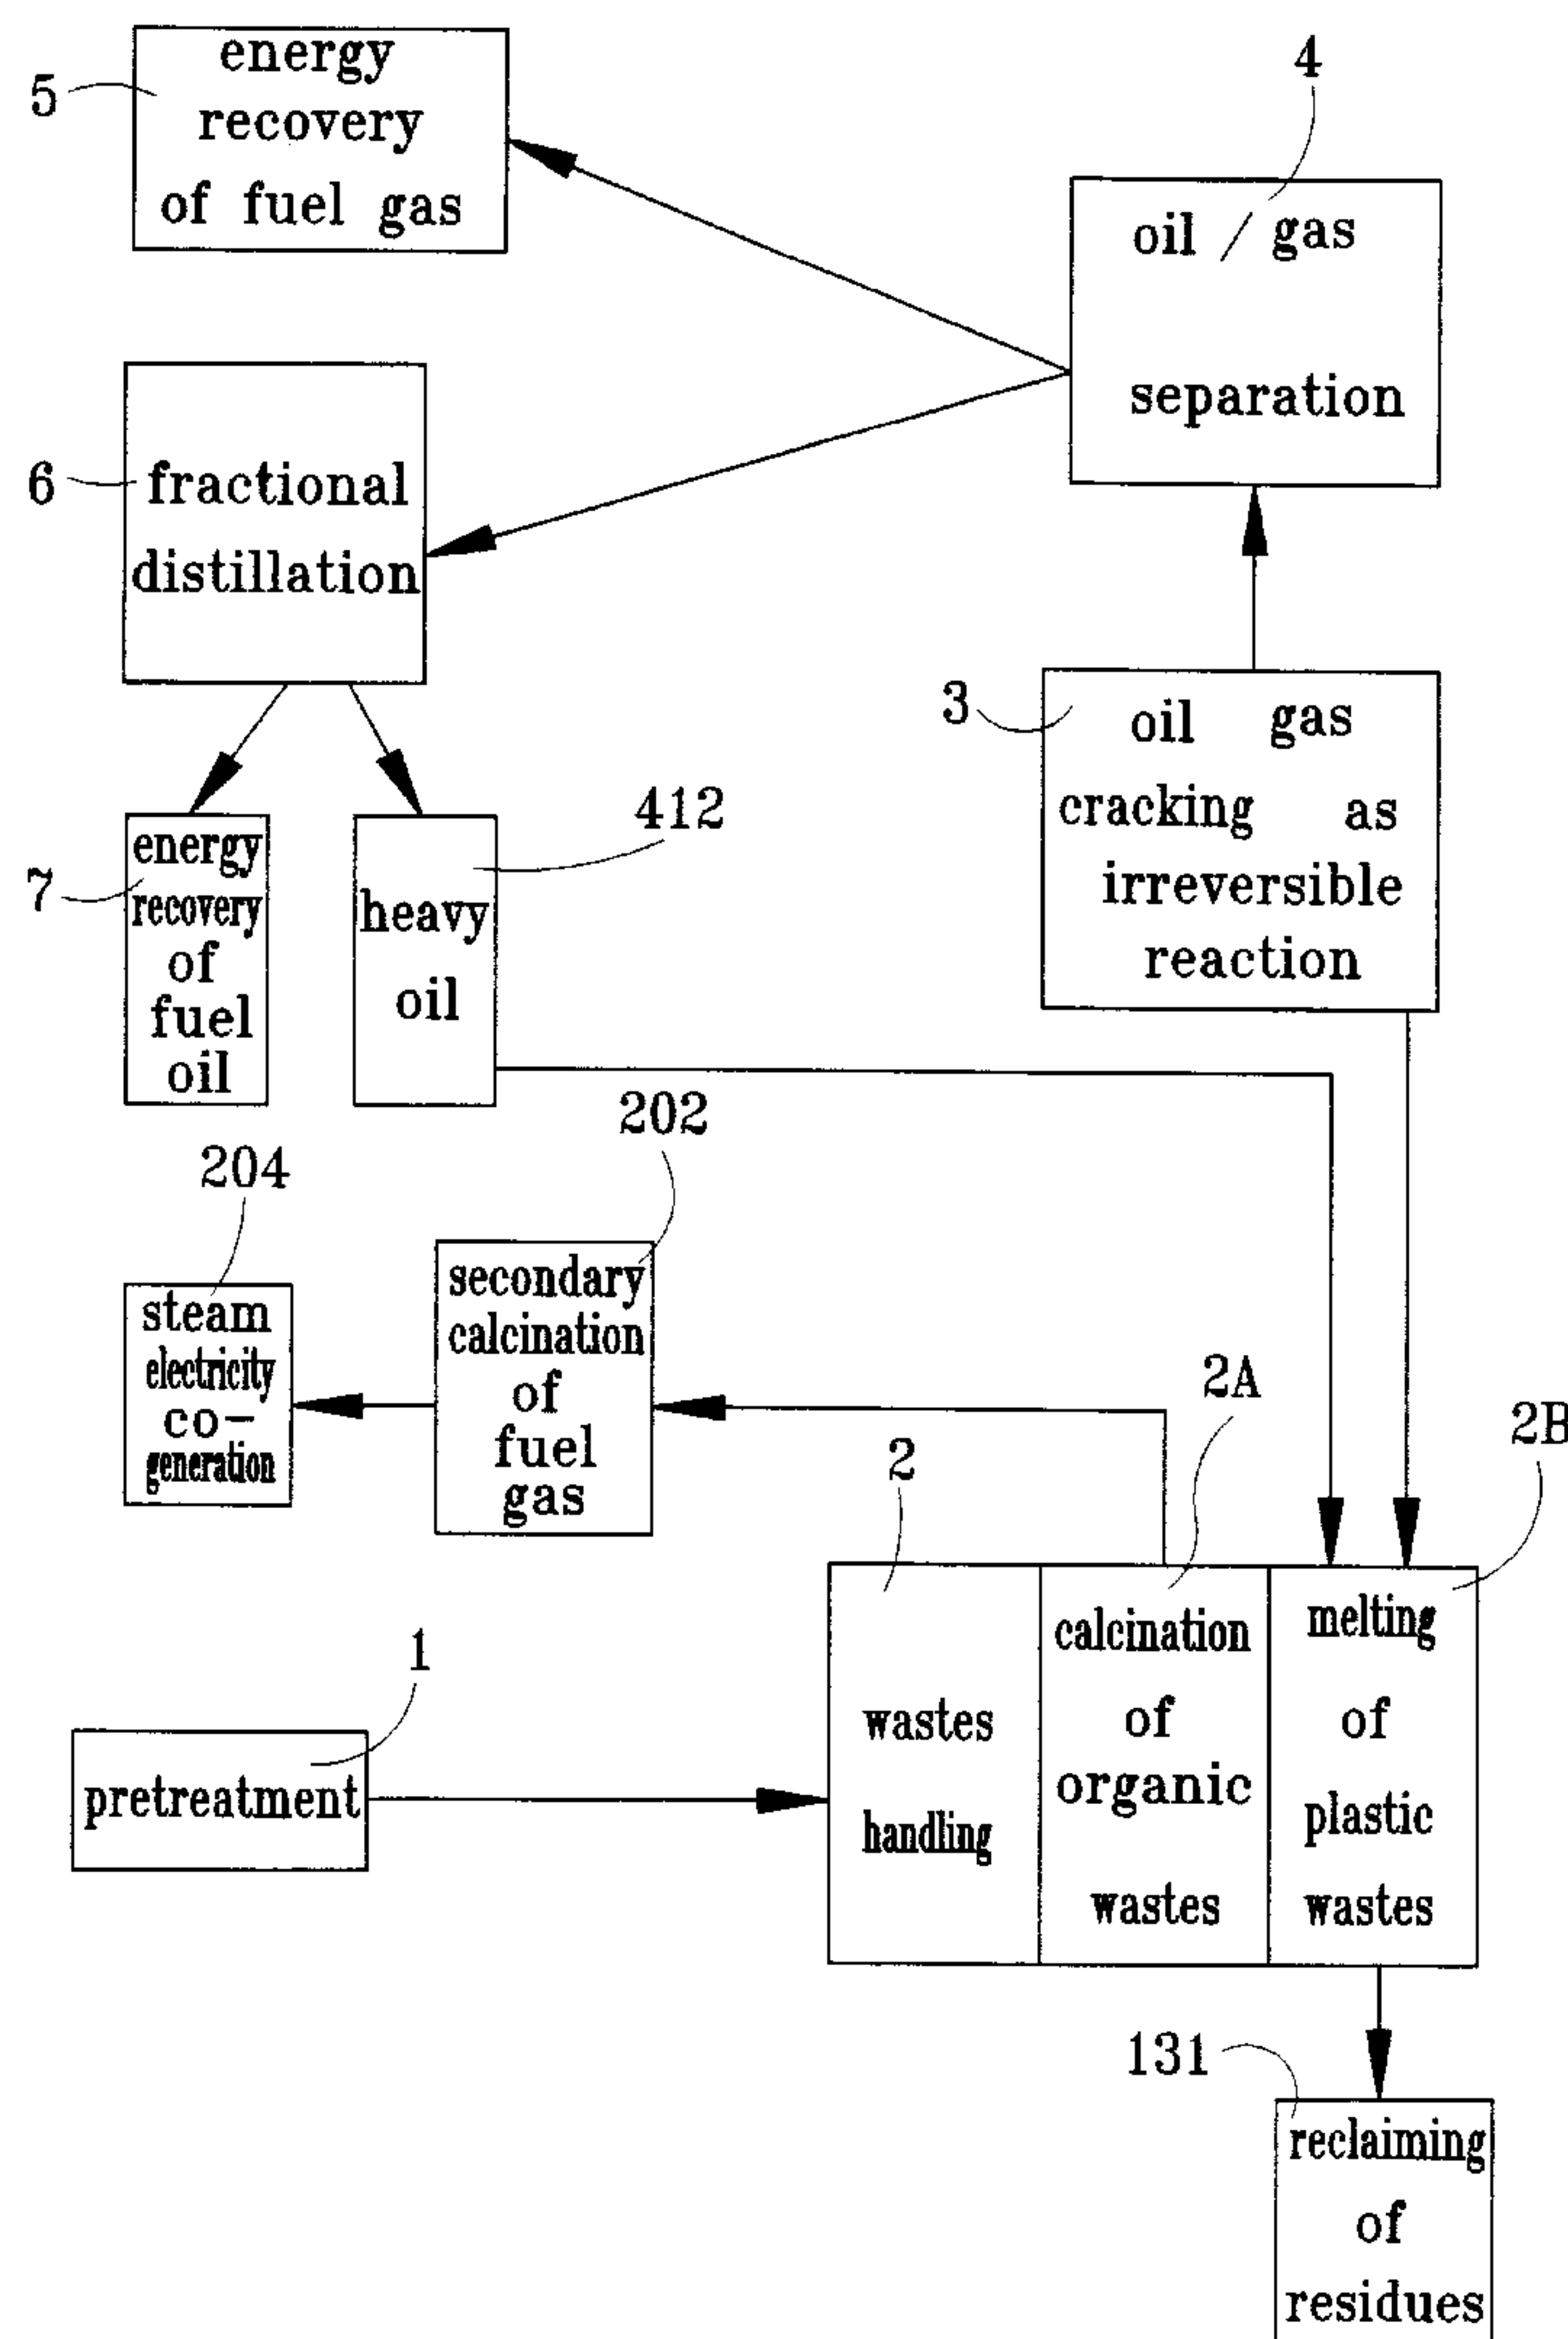 energy
recovery
of fuel gas
5
4
oil / gas
separation
6
fractional
distillation
3
oil gas
cracking as
irreversible
reaction
7
energy
recovery
of
fuel
oil
412
heavy
oil
204
steam
electricity
co-
generation
202
secondary
calcination
of
fuel
gas
1
pretreatment
2
wastes
handling
2A
calcination
of
organic
wastes
2B
melting
of
plastic
wastes
131
reclaiming
of
residues